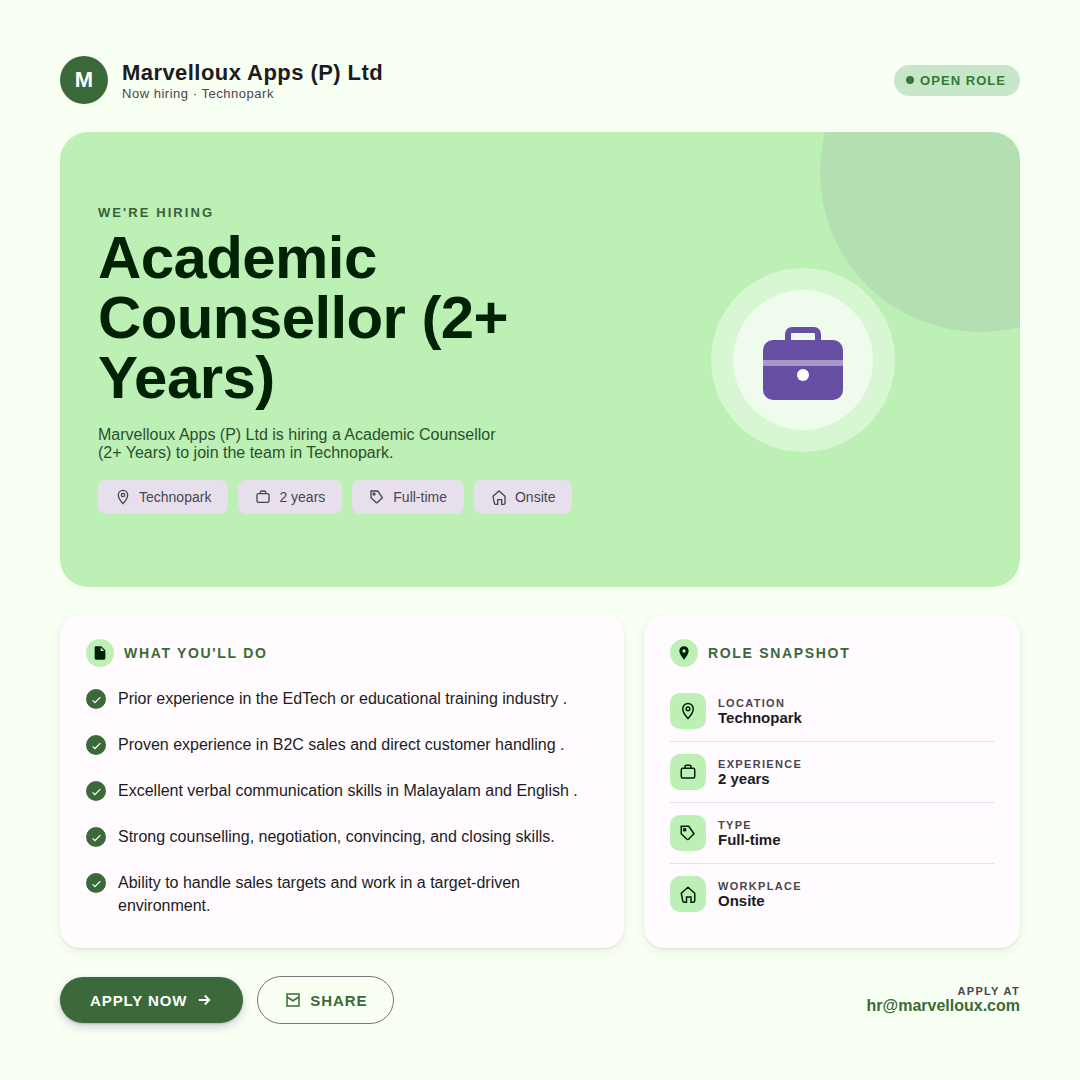 M
Marvelloux Apps (P) Ltd
Now hiring · Technopark
OPEN ROLE
WE'RE HIRING
Academic
Counsellor (2+
Years)
Marvelloux Apps (P) Ltd is hiring a Academic Counsellor
(2+ Years) to join the team in Technopark.
Technopark
2 years
Full-time
Onsite
WHAT YOU'LL DO
Prior experience in the EdTech or educational training industry .
Proven experience in B2C sales and direct customer handling .
Excellent verbal communication skills in Malayalam and English .
Strong counselling, negotiation, convincing, and closing skills.
Ability to handle sales targets and work in a target-driven
environment.
ROLE SNAPSHOT
LOCATION
Technopark
EXPERIENCE
2 years
TYPE
Full-time
WORKPLACE
Onsite
APPLY NOW
SHARE
APPLY AT
hr@marvelloux.com